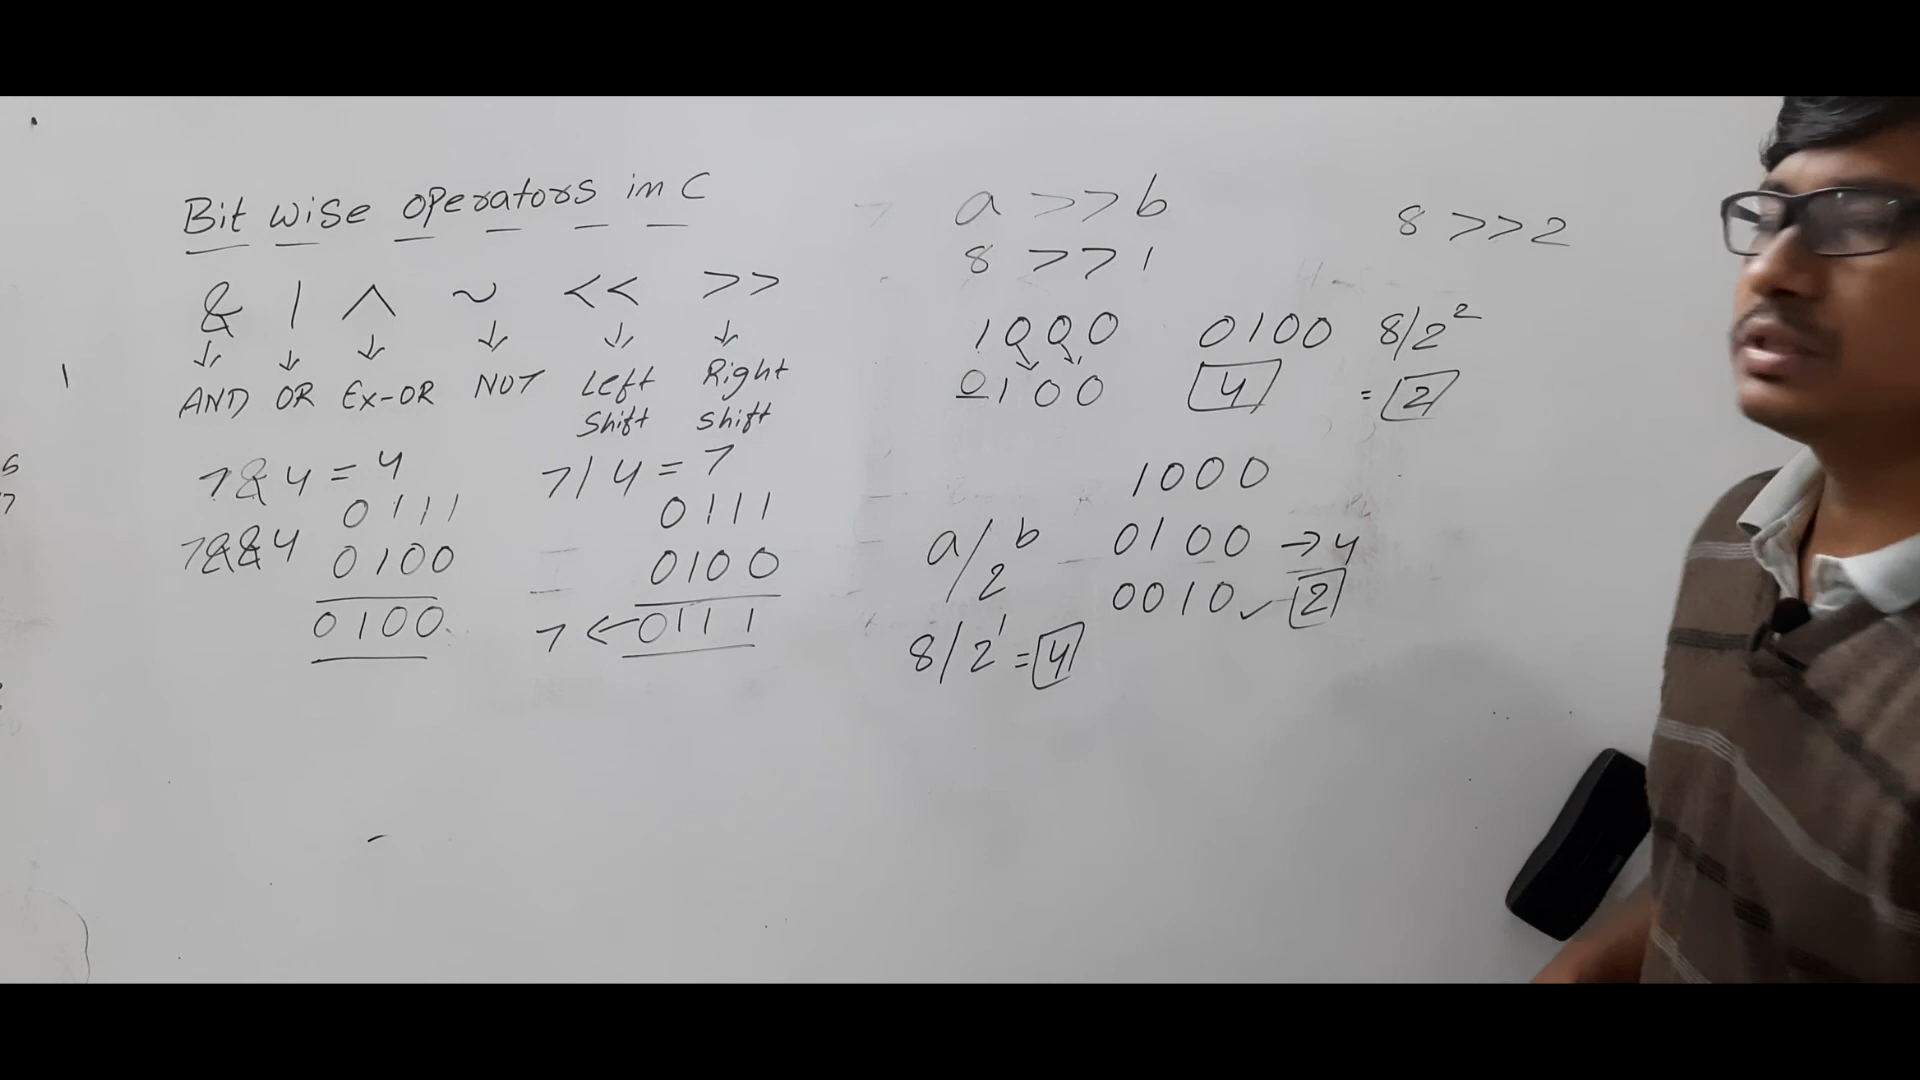 Bit wise operators in C
& | ^ ~ << >>
↓ ↓ ↓ ↓ ↓ ↓
AND OR Ex-OR NOT Left Shift Right Shift
7 & 4 = 4
0111
7&&4
0100
0100
7 | 4 = 7
0111
0100
7 ← 0111
a >> b
8 >> 1
1000
0100
0100
4
8 >> 2
8/2²
= 2
1000
0100 → 4
0010 ✓ 2
a/2^b
8/2¹ = 4